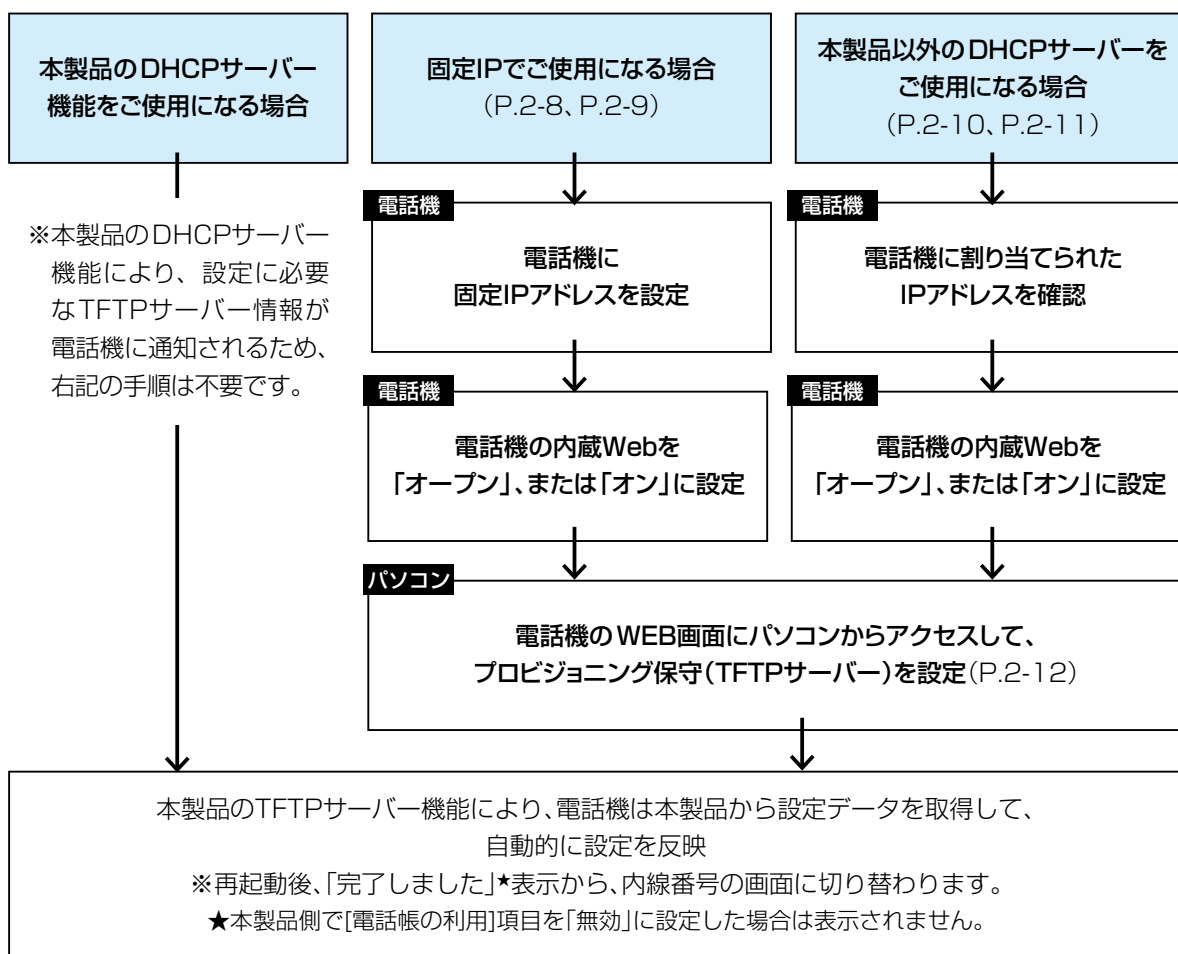 本製品のDHCPサーバー
機能をご使用になる場合
固定IPでご使用になる場合
（P.2-8、P.2-9）
本製品以外のDHCPサーバーを
ご使用になる場合
（P.2-10、P.2-11）
※本製品のDHCPサーバー
機能により、設定に必要
なTFTPサーバー情報が
電話機に通知されるため、
右記の手順は不要です。
電話機
電話機に
固定IPアドレスを設定
電話機
電話機に割り当てられた
IPアドレスを確認
電話機
電話機の内蔵Webを
「オープン」、または「オン」に設定
電話機
電話機の内蔵Webを
「オープン」、または「オン」に設定
パソコン
電話機のWEB画面にパソコンからアクセスして、
プロビジョニング保守（TFTPサーバー）を設定（P.2-12）
本製品のTFTPサーバー機能により、電話機は本製品から設定データを取得して、
自動的に設定を反映
※再起動後、「完了しました」★表示から、内線番号の画面に切り替わります。
★本製品側で[電話帳の利用]項目を「無効」に設定した場合は表示されません。